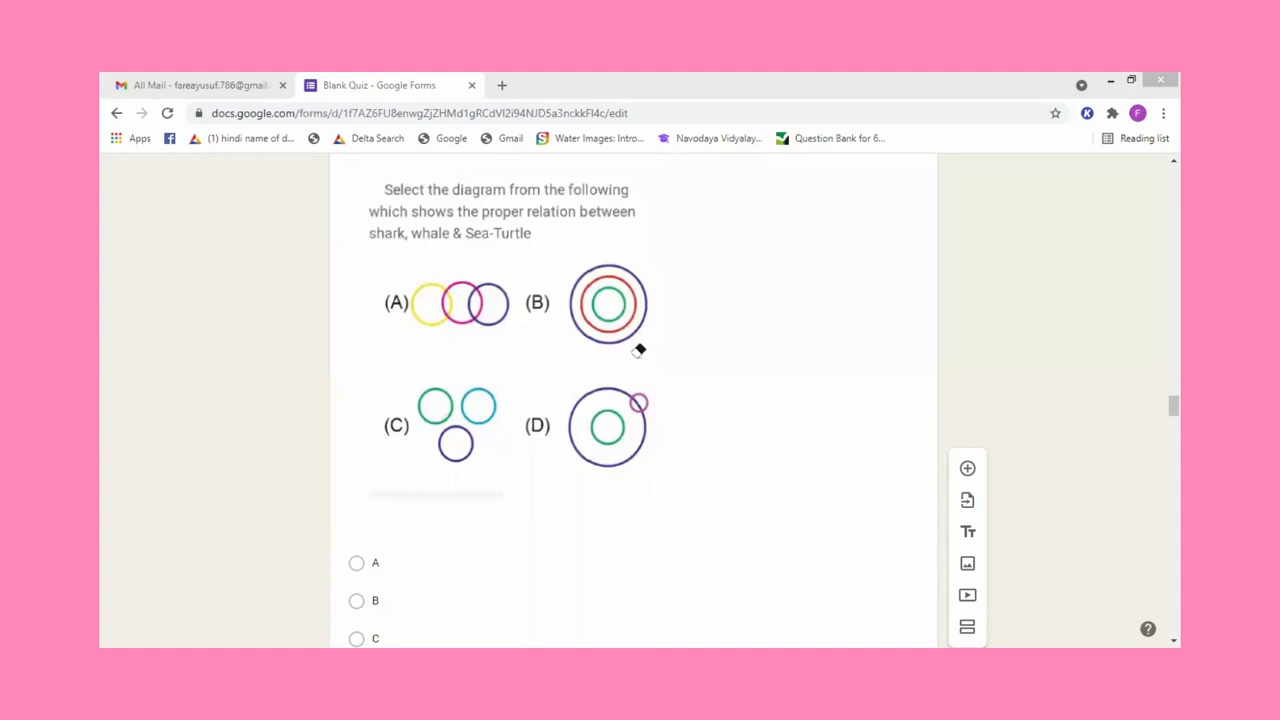 All Mail - fareayusuf.786@gmail.
Blank Quiz - Google Forms
docs.google.com/forms/d/1f7AZ6FU8enwgZjZHMd1gRCdVl2i94NJD5a3nckkFl4c/edit
Apps
(1) hindi name of d...
Delta Search
Google
Gmail
Water Images: Intro...
Navodaya Vidyalay...
Question Bank for 6...
Reading list
Select the diagram from the following
which shows the proper relation between
shark, whale & Sea-Turtle
(A) (B)
(C) (D)
A
B
C